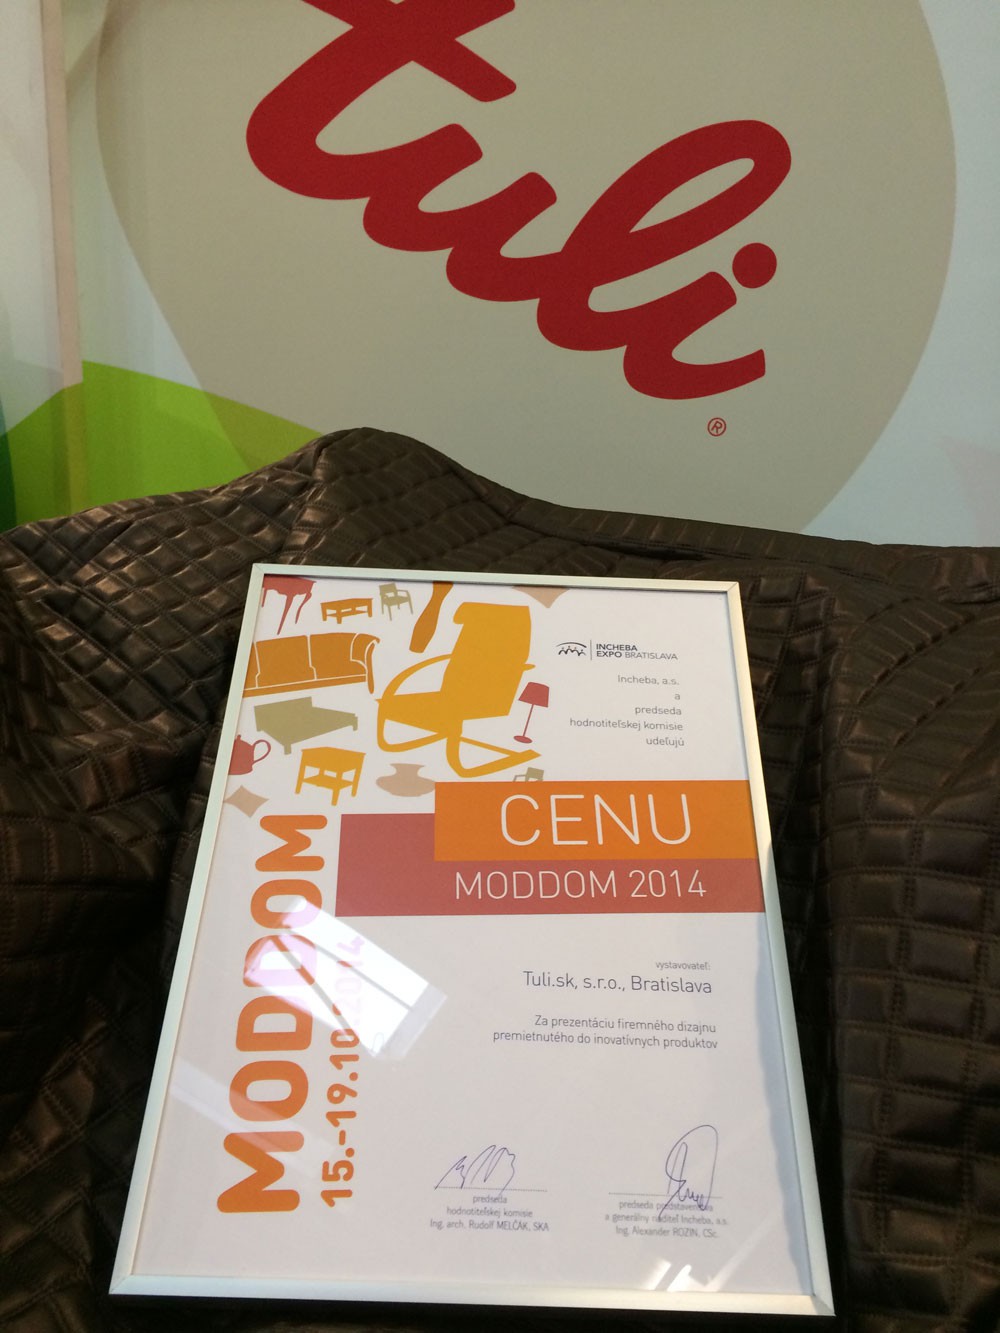 tuli
®
INCHEBA
EXPO BRATISLAVA
Incheba, a.s.
a
predseda
hodnotiteľskej komisie
udeľujú
CENU
MODDOM 2014
MODDOM
15.-19.10.2014
vystavovateľ:
Tuli.sk, s.r.o., Bratislava
Za prezentáciu firemného dizajnu
premietnutého do inovatívnych produktov
predseda
hodnotiteľskej komisie
Ing. arch. Rudolf MELČÁK, SKA
predseda predstavenstva
a generálny riaditeľ Incheba, a.s.
Ing. Alexander ROZIN, CSc.